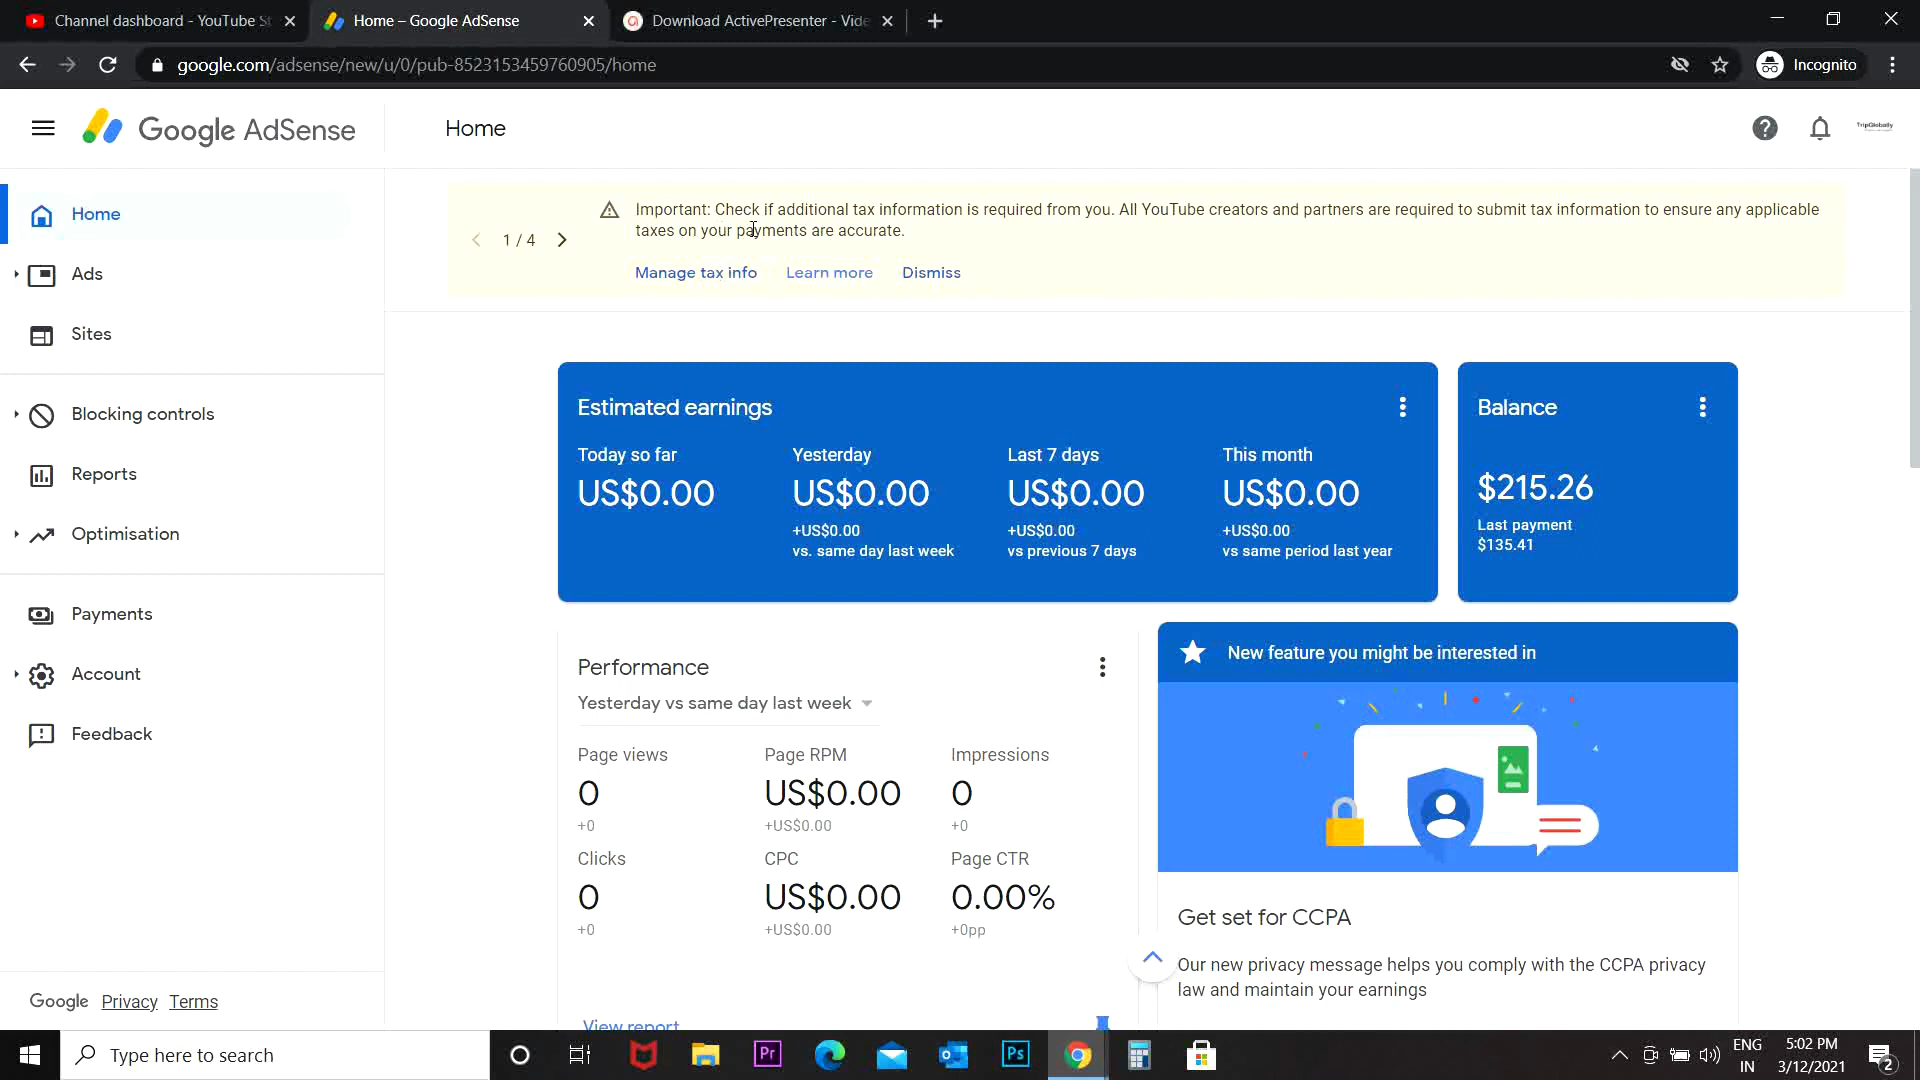 Channel dashboard - YouTube St
Home – Google AdSense
Download ActivePresenter - Vide
google.com/adsense/new/u/0/pub-8523153459760905/home
Incognito
Google AdSense
Home
TripGlobally
Home
Ads
Sites
Blocking controls
Reports
Optimisation
Payments
Account
Feedback
Google Privacy Terms
1 / 4
Important: Check if additional tax information is required from you. All YouTube creators and partners are required to submit tax information to ensure any applicable
taxes on your payments are accurate.
Manage tax info Learn more Dismiss
Estimated earnings
Today so far Yesterday Last 7 days This month
US$0.00 US$0.00 US$0.00 US$0.00
+US$0.00 +US$0.00 +US$0.00
vs. same day last week vs previous 7 days vs same period last year
Balance
$215.26
Last payment
$135.41
Performance
Yesterday vs same day last week
Page views Page RPM Impressions
0 US$0.00 0
+0 +US$0.00 +0
Clicks CPC Page CTR
0 US$0.00 0.00%
+0 +US$0.00 +0pp
View report
New feature you might be interested in
Get set for CCPA
Our new privacy message helps you comply with the CCPA privacy
law and maintain your earnings
Type here to search
Pr
Ps
ENG
IN
5:02 PM
3/12/2021
2